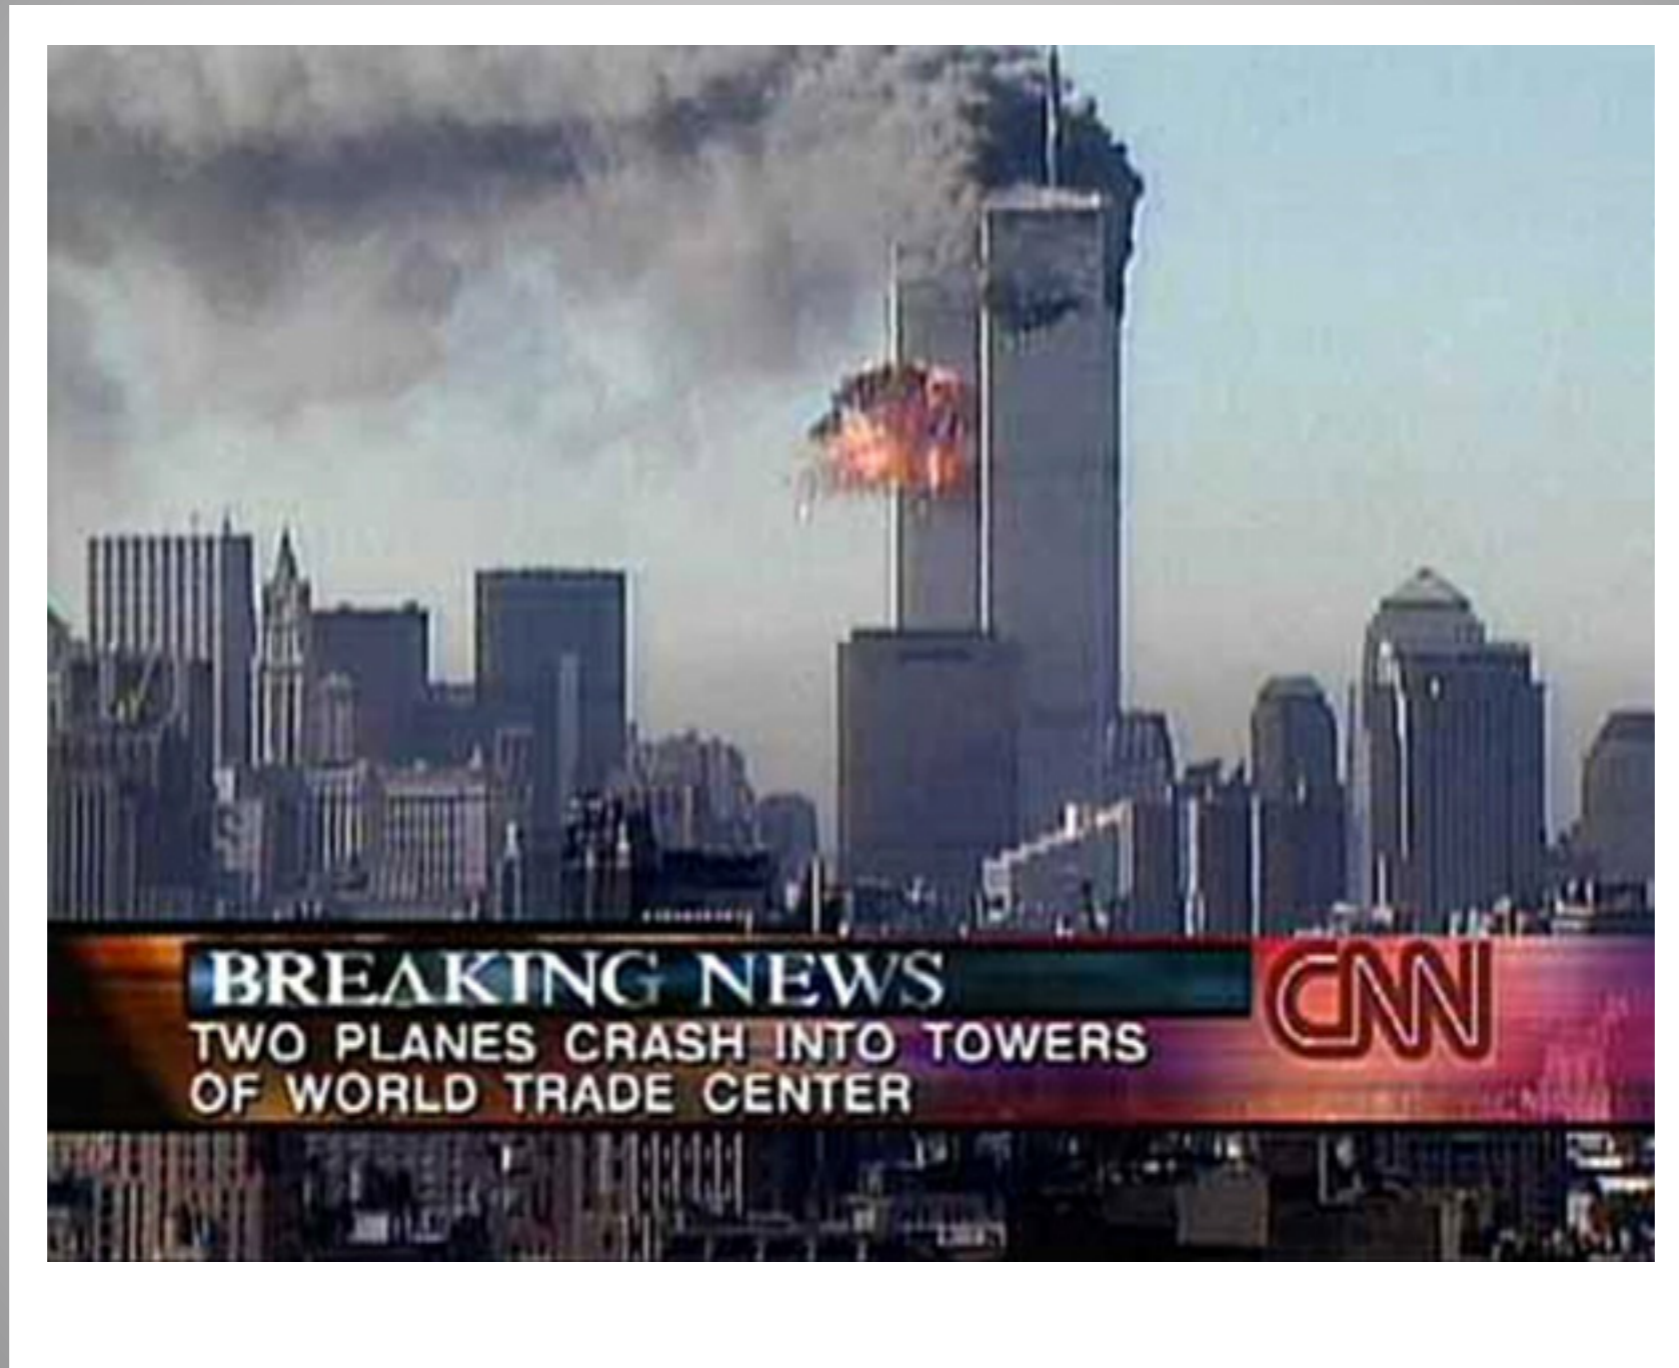 BREAKING NEWS
CNN
TWO PLANES CRASH INTO TOWERS
OF WORLD TRADE CENTER